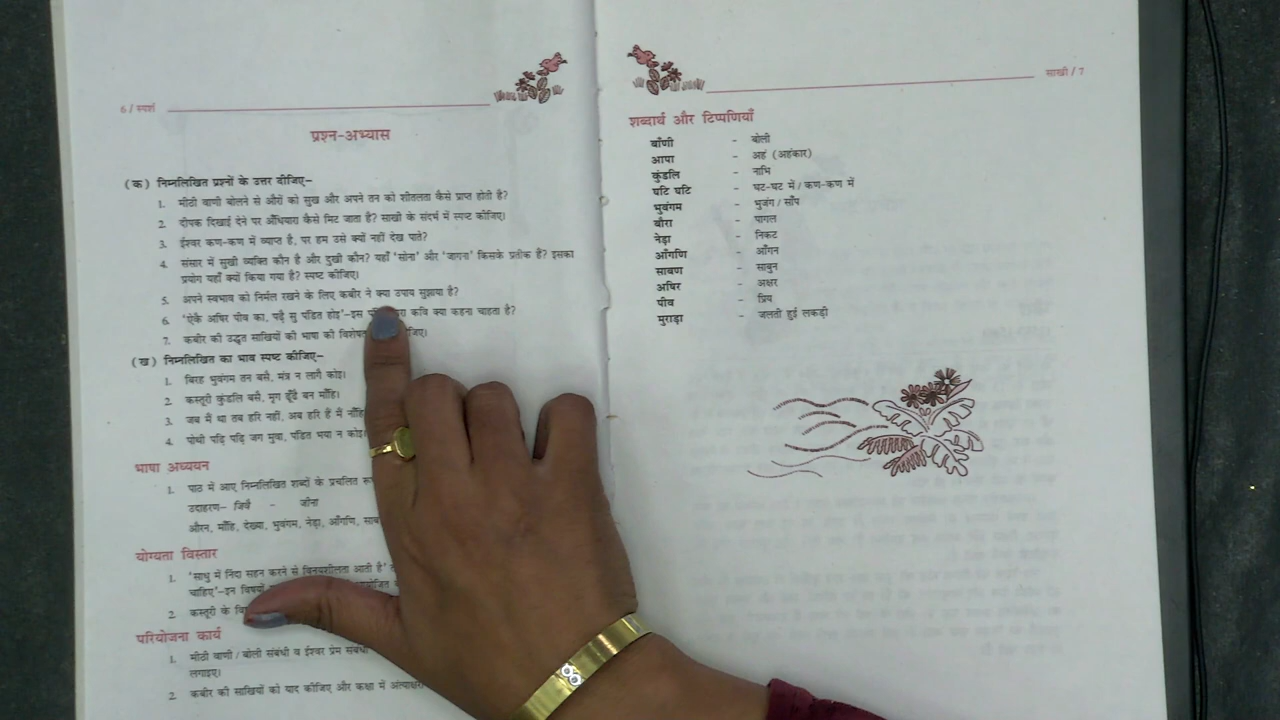 6 / स्पर्श
प्रश्न-अभ्यास
(क) निम्नलिखित प्रश्नों के उत्तर दीजिए–
1. मीठी वाणी बोलने से औरों को सुख और अपने तन को शीतलता कैसे प्राप्त होती है?
2. दीपक दिखाई देने पर अँधियारा कैसे मिट जाता है? साखी के संदर्भ में स्पष्ट कीजिए।
3. ईश्वर कण-कण में व्याप्त है, पर हम उसे क्यों नहीं देख पाते?
4. संसार में सुखी व्यक्ति कौन है और दुखी कौन? यहाँ 'सोना' और 'जागना' किसके प्रतीक हैं? इसका
प्रयोग यहाँ क्यों किया गया है? स्पष्ट कीजिए।
5. अपने स्वभाव को निर्मल रखने के लिए कबीर ने क्या उपाय सुझाया है?
6. 'ऐकै अषिर पीव का, पढ़ै सु पंडित होइ'–इस कवि क्या कहना चाहता है?
7. कबीर की उद्धृत साखियों की भाषा की
(ख) निम्नलिखित का भाव स्पष्ट कीजिए–
1. बिरह भुवंगम तन बसै, मंत्र न लागै कोइ।
2. कस्तूरी कुंडलि बसै, मृग ढूँढै बन माँहि।
3. जब मैं था तब हरि नहीं, अब हरि हैं मैं नाँहि
4. पोथी पढ़ि पढ़ि जग मुवा, पंडित भया न कोइ
भाषा अध्ययन
1. पाठ में आए निम्नलिखित शब्दों के प्रचलित
उदाहरण– जिवै - जीना
औरन, माँहि, देख्या, भुवंगम, नेड़ा, आँगणि,
योग्यता विस्तार
1. 'साधु में निंदा सहन करने से विनयशीलता आती है'
चाहिए'–इन
2. कस्तूरी के
परियोजना कार्य
1. मीठी वाणी / बोली संबंधी व ईश्वर प्रेम संबंधी
लगाइए।
2. कबीर की साखियों को याद कीजिए और कक्षा में अंत्याक्षरी
साखी / 7
शब्दार्थ और टिप्पणियाँ
बाँणी - बोली
आपा - अहं (अहंकार)
कुंडलि - नाभि
घटि घटि - घट-घट में / कण-कण में
भुवंगम - भुजंग / साँप
बौरा - पागल
नेड़ा - निकट
आँगणि - आँगन
साबण - साबुन
अषिर - अक्षर
पीव - प्रिय
मुराड़ा - जलती हुई लकड़ी